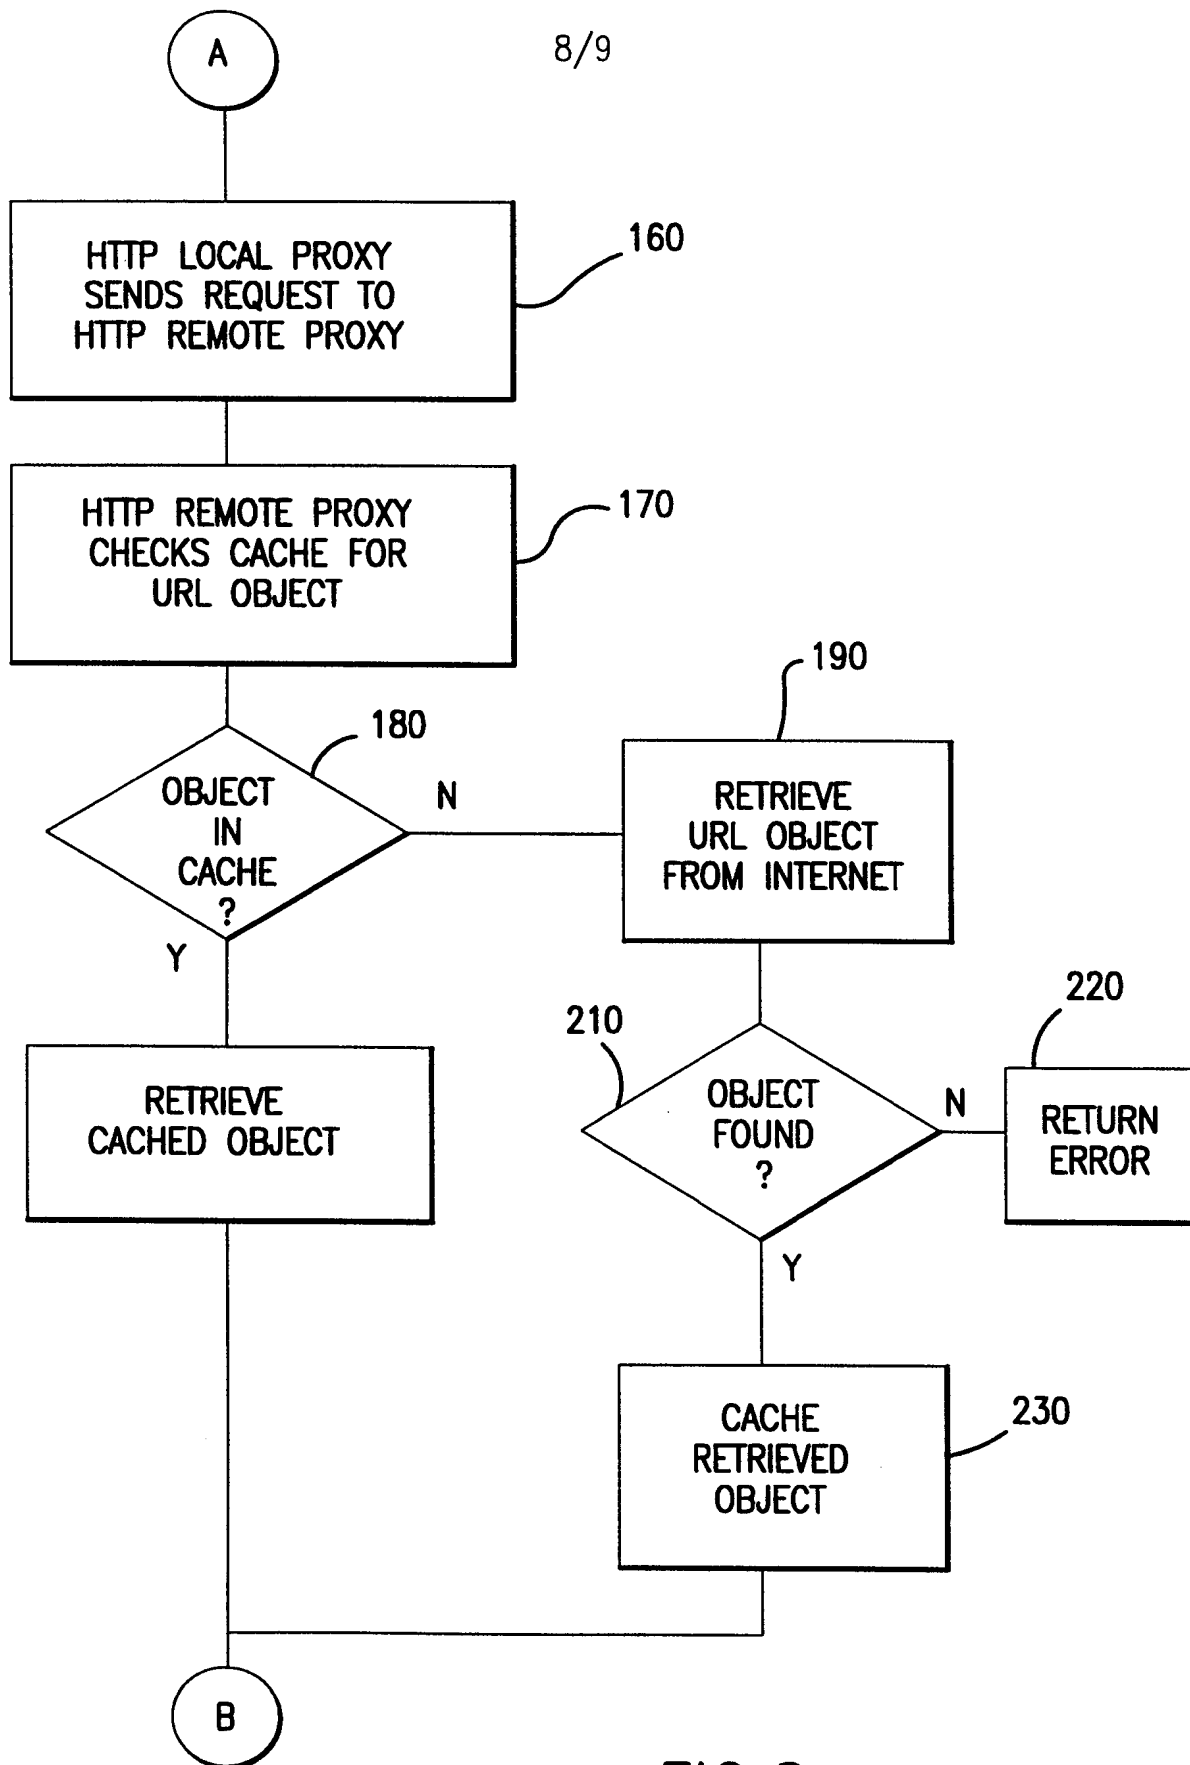 A
8/9
HTTP LOCAL PROXY
SENDS REQUEST TO
HTTP REMOTE PROXY
160
HTTP REMOTE PROXY
CHECKS CACHE FOR
URL OBJECT
170
180
OBJECT
IN
CACHE
?
N
Y
190
RETRIEVE
URL OBJECT
FROM INTERNET
RETRIEVE
CACHED OBJECT
210
OBJECT
FOUND
?
N
Y
220
RETURN
ERROR
CACHE
RETRIEVED
OBJECT
230
B